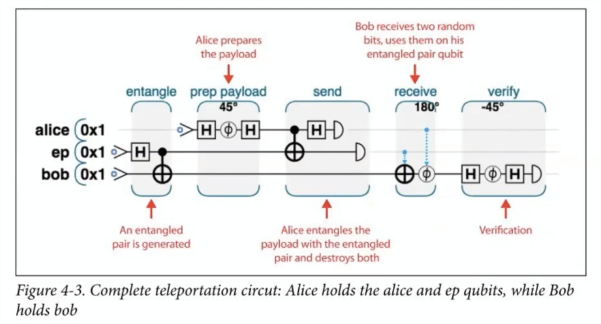 Alice prepares
the payload
Bob receives two random
bits, uses them on his
entangled pair qubit
entangle prep payload send receive verify
45° 180° -45°
alice 0x1 H ϕ H H
ep 0x1 H
bob 0x1 ϕ H ϕ H
An entangled
pair is generated
Alice entangles the
payload with the entangled
pair and destroys both
Verification
Figure 4-3. Complete teleportation circut: Alice holds the alice and ep qubits, while Bob
holds bob